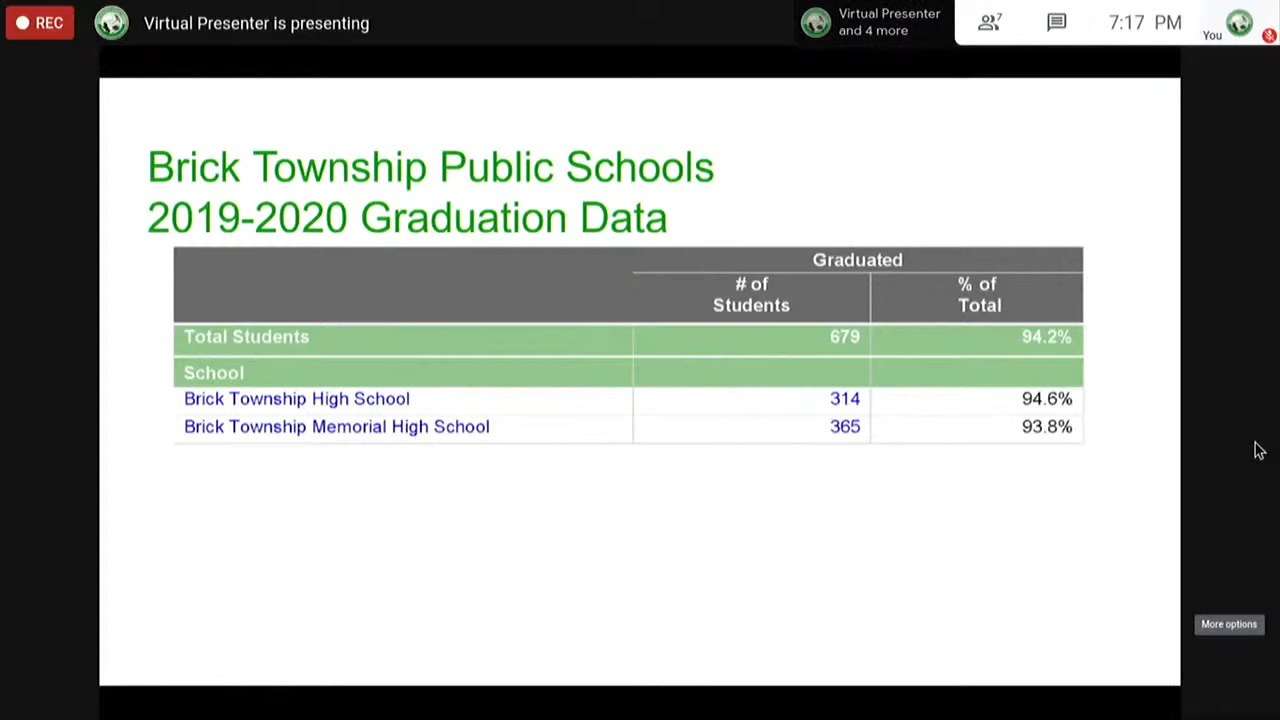 REC
Virtual Presenter is presenting
Virtual Presenter
and 4 more
7
7:17 PM
You
Brick Township Public Schools
2019-2020 Graduation Data
Graduated
# of Students
% of Total
Total Students 679 94.2%
School
Brick Township High School 314 94.6%
Brick Township Memorial High School 365 93.8%
More options